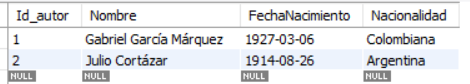 Id_autor Nombre FechaNacimiento Nacionalidad
1 Gabriel García Márquez 1927-03-06 Colombiana
2 Julio Cortázar 1914-08-26 Argentina
NULL NULL NULL NULL